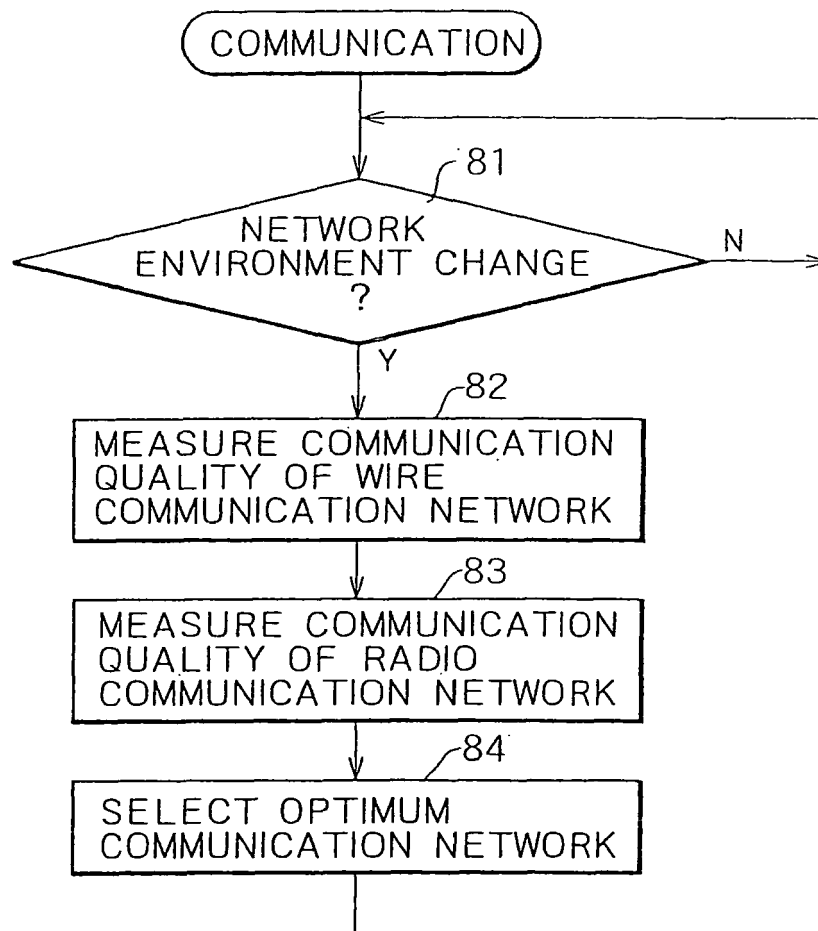 COMMUNICATION
81
NETWORK
ENVIRONMENT CHANGE
?
N
Y
82
MEASURE COMMUNICATION
QUALITY OF WIRE
COMMUNICATION NETWORK
83
MEASURE COMMUNICATION
QUALITY OF RADIO
COMMUNICATION NETWORK
84
SELECT OPTIMUM
COMMUNICATION NETWORK